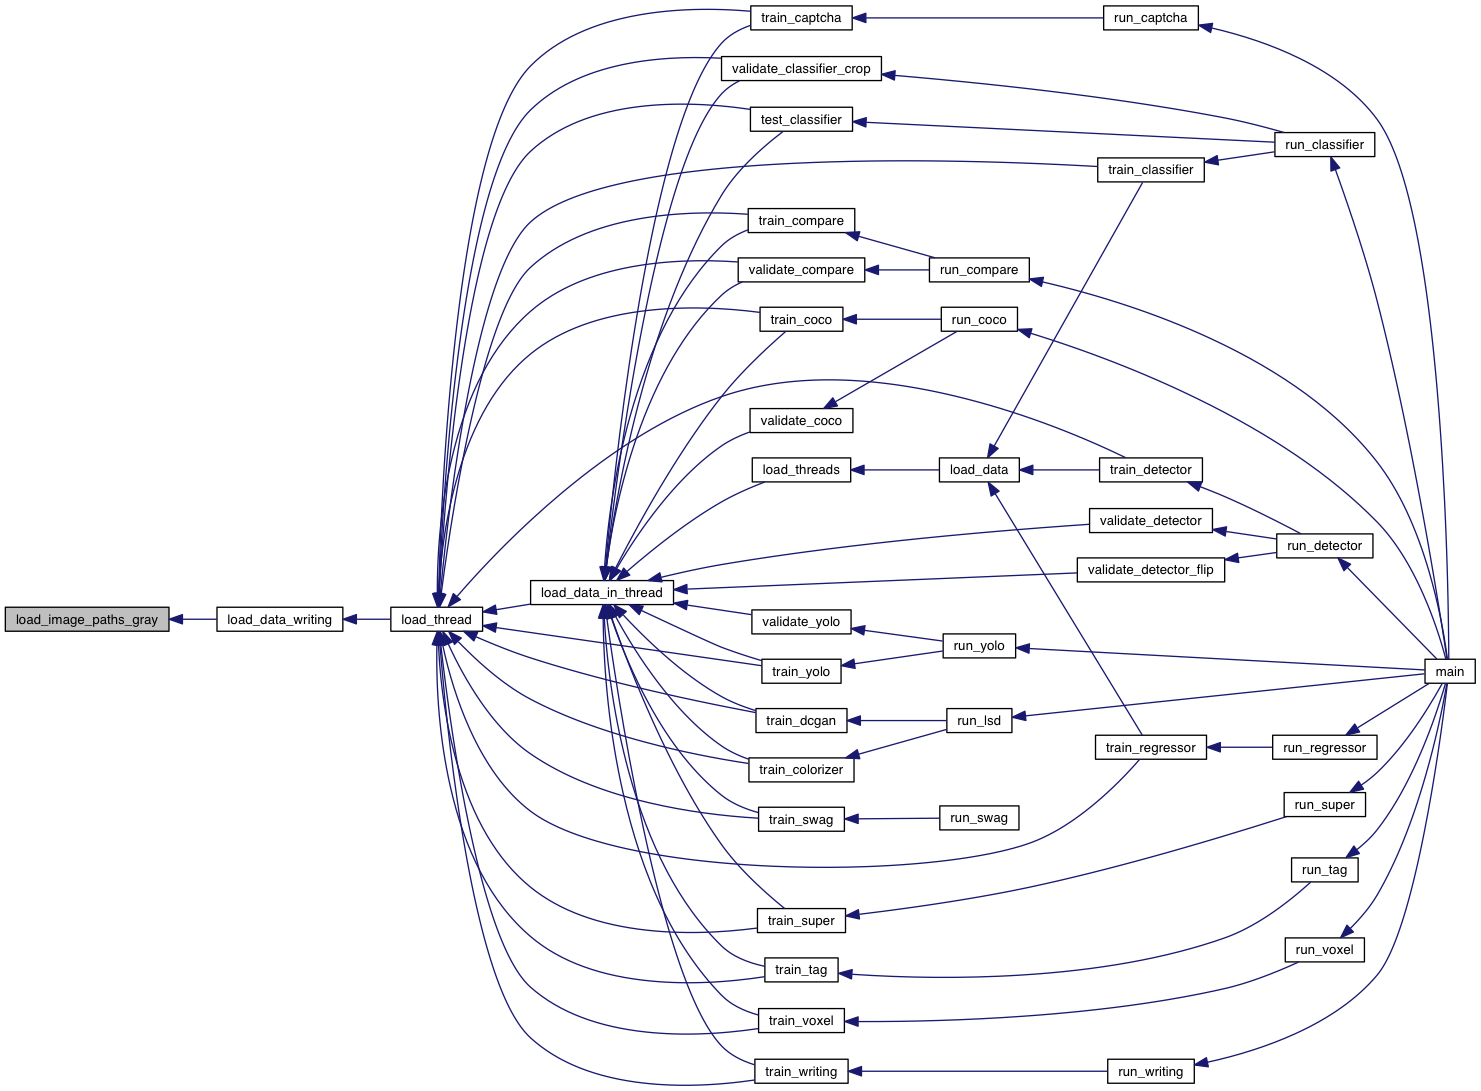 train_captcha
run_captcha
validate_classifier_crop
test_classifier
run_classifier
train_classifier
train_compare
validate_compare
run_compare
train_coco
run_coco
validate_coco
load_threads
load_data
train_detector
validate_detector
run_detector
validate_detector_flip
load_data_in_thread
load_image_paths_gray
load_data_writing
load_thread
validate_yolo
run_yolo
train_yolo
main
train_dcgan
run_lsd
train_regressor
run_regressor
train_colorizer
run_super
train_swag
run_swag
run_tag
train_super
run_voxel
train_tag
train_voxel
train_writing
run_writing